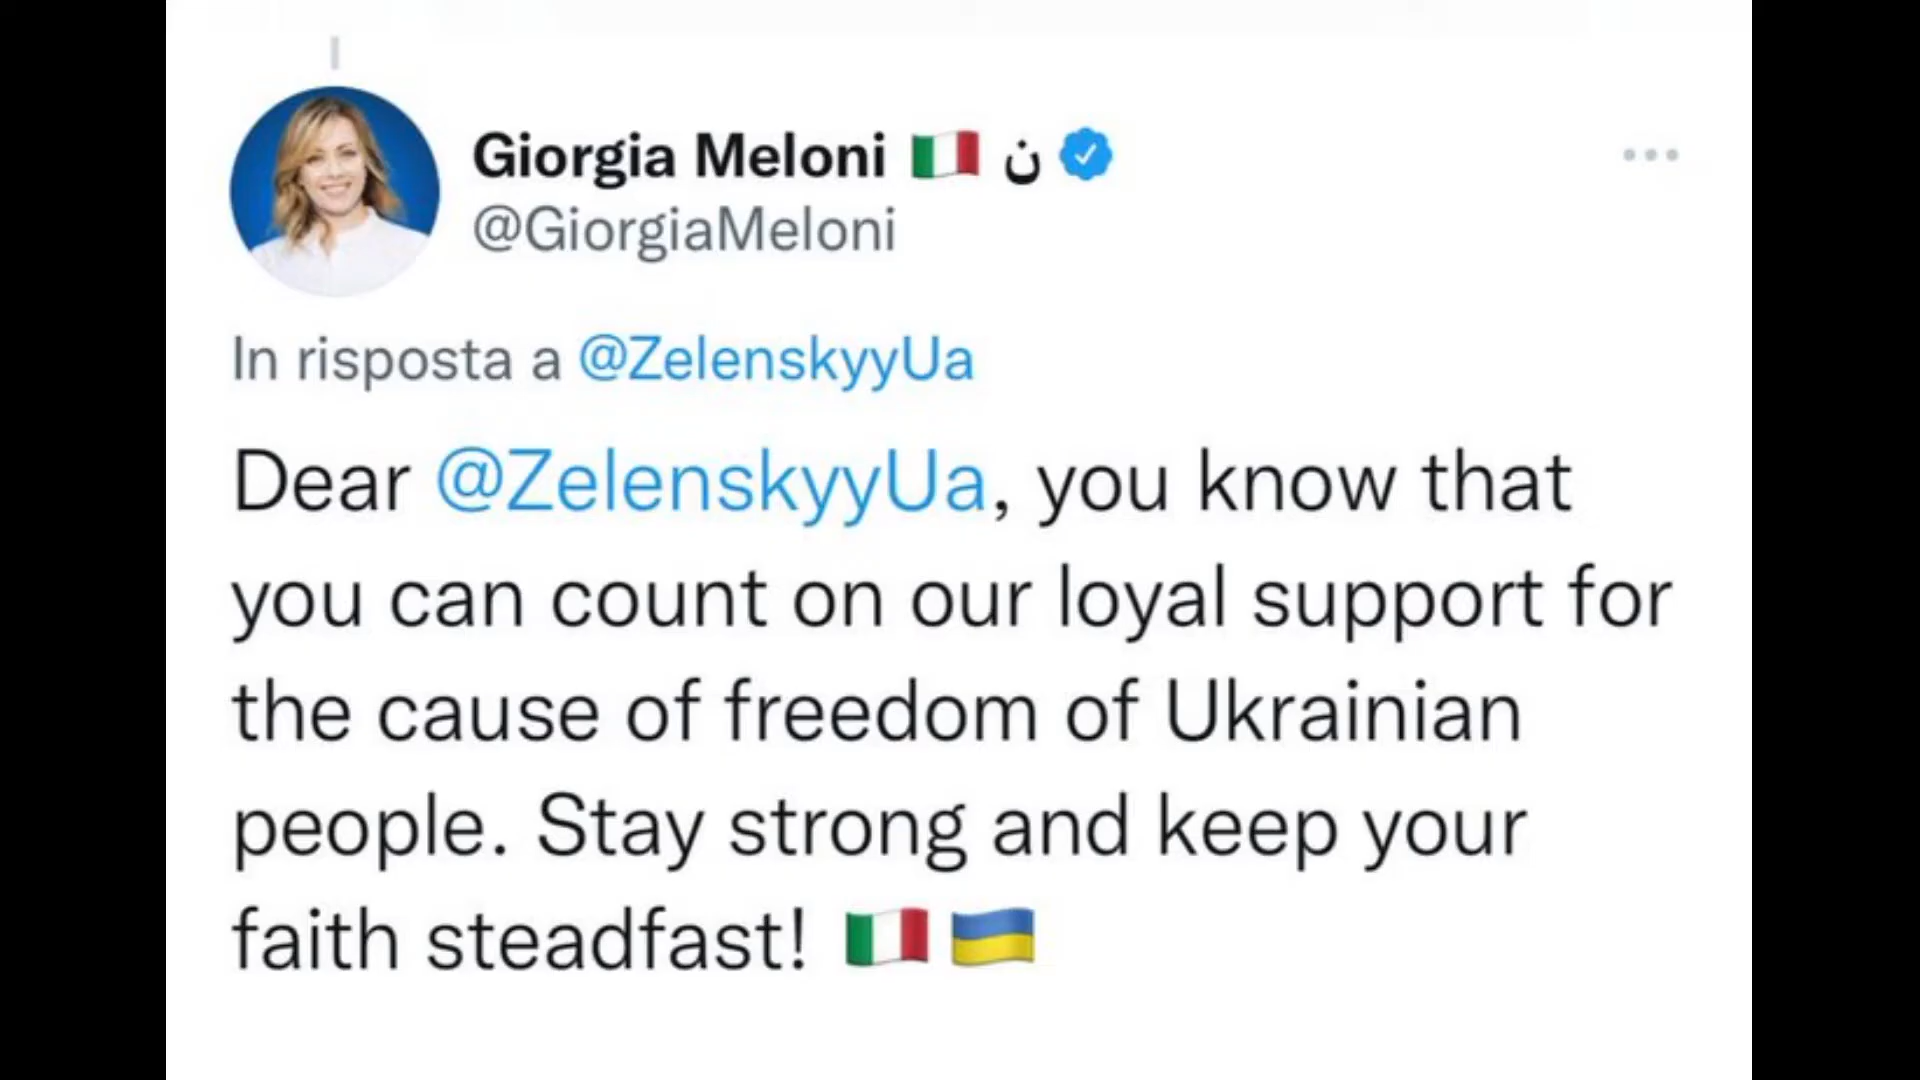 Giorgia Meloni 🇮🇹 ن
@GiorgiaMeloni
In risposta a @ZelenskyyUa
Dear @ZelenskyyUa, you know that
you can count on our loyal support for
the cause of freedom of Ukrainian
people. Stay strong and keep your
faith steadfast! 🇮🇹 🇺🇦